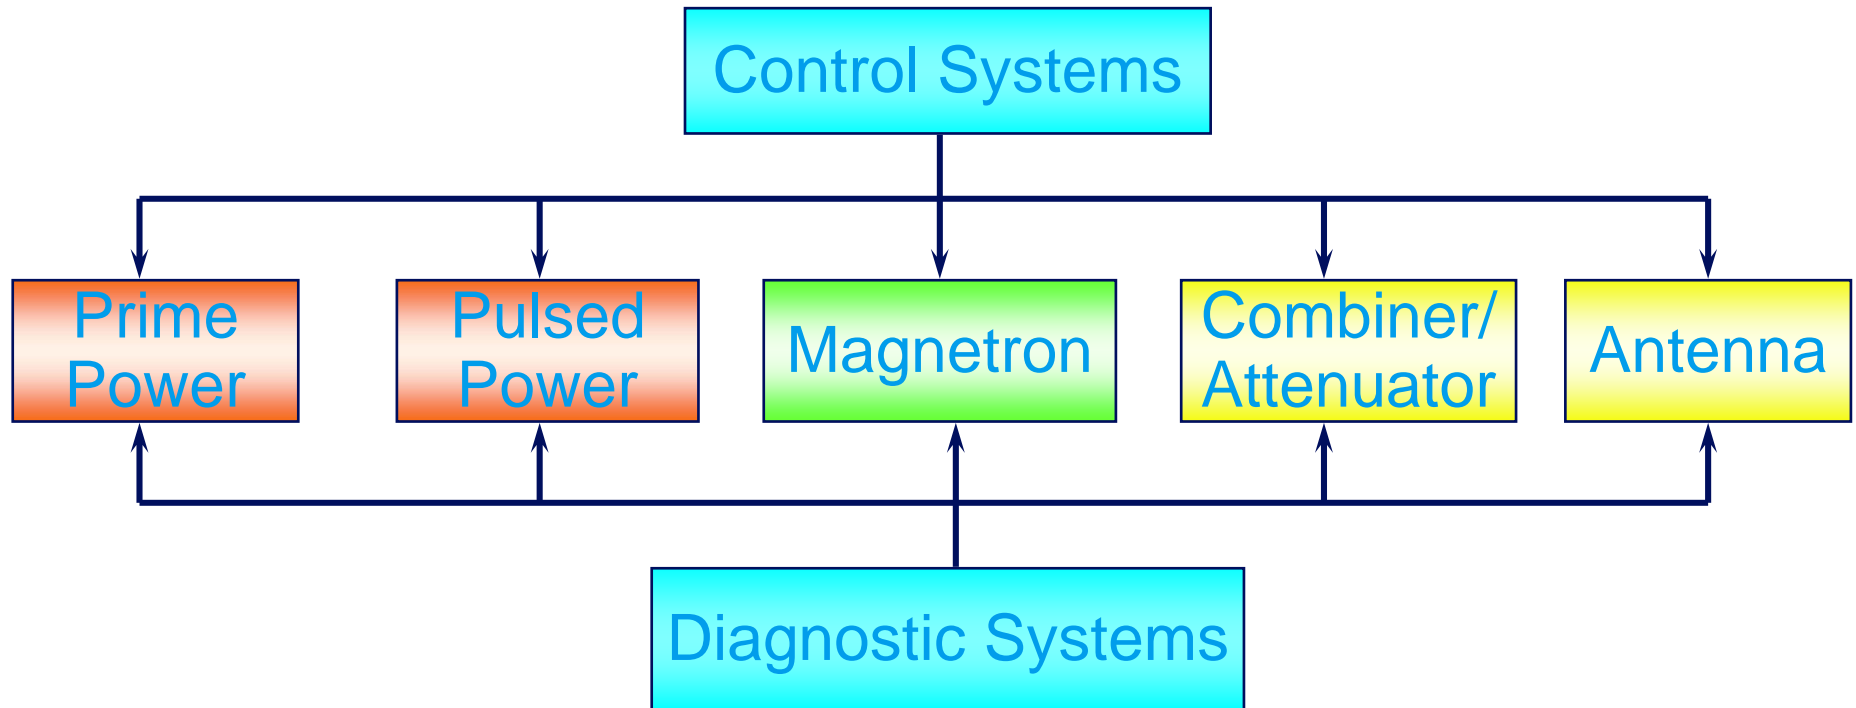 Control Systems
Prime
Power
Pulsed
Power
Magnetron
Combiner/
Attenuator
Antenna
Diagnostic Systems